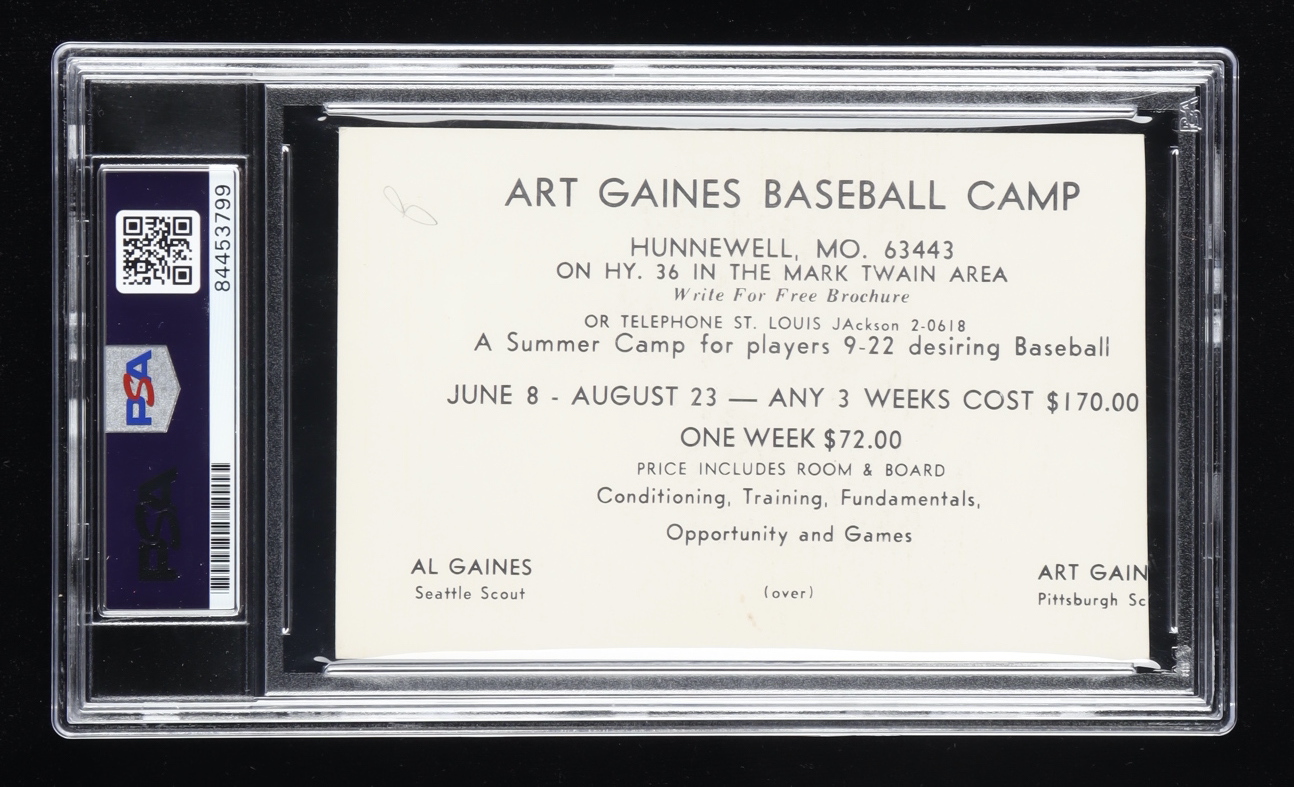 ART GAINES BASEBALL CAMP
HUNNEWELL, MO. 63443
ON HY. 36 IN THE MARK TWAIN AREA
Write For Free Brochure
OR TELEPHONE ST. LOUIS JAckson 2-0618
A Summer Camp for players 9-22 desiring Baseball
JUNE 8 - AUGUST 23 — ANY 3 WEEKS COST $170.00
ONE WEEK $72.00
PRICE INCLUDES ROOM & BOARD
Conditioning, Training, Fundamentals,
Opportunity and Games
AL GAINES
Seattle Scout
(over)
ART GAIN
Pittsburgh Sc
84453799
PSA
PSA
PSA